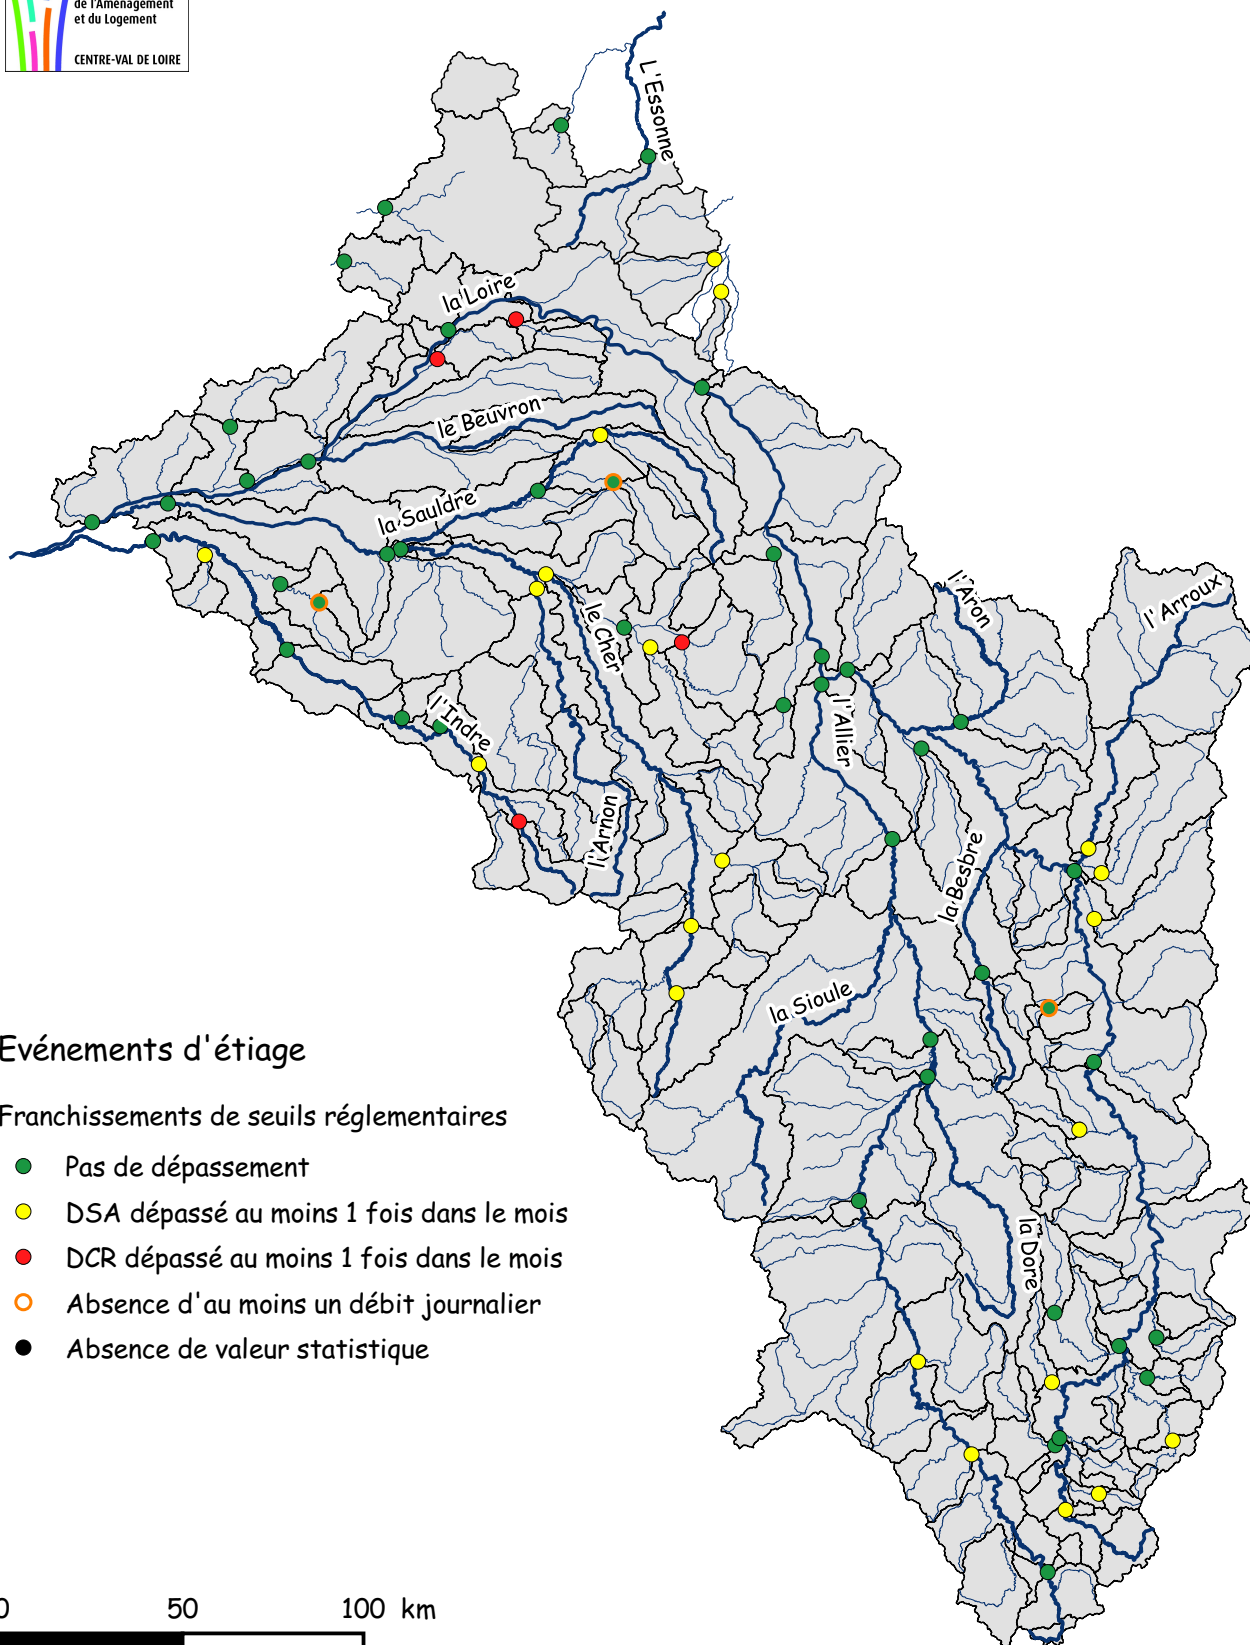 de l'Aménagement
et du Logement
CENTRE-VAL DE LOIRE
L'Essonne
la Loire
le Beuvron
la Sauldre
le Cher
l'Airon
l' Arroux
l'Indre
l'Allier
l'Arnon
la Besbre
la Sioule
la Dore
Evénements d'étiage
Franchissements de seuils réglementaires
Pas de dépassement
DSA dépassé au moins 1 fois dans le mois
DCR dépassé au moins 1 fois dans le mois
Absence d'au moins un débit journalier
Absence de valeur statistique
0 50 100 km